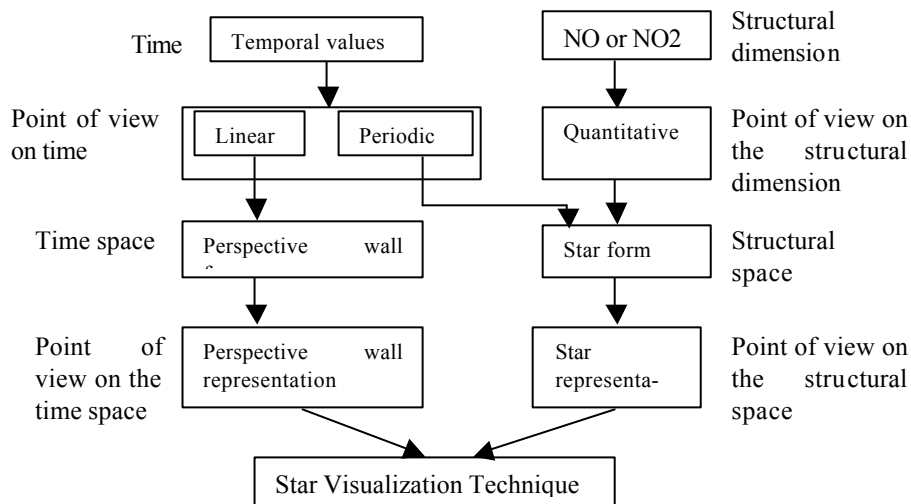 Time
Temporal values
NO or NO2
Structural
dimension
Point of view
on time
Linear
Periodic
Quantitative
Point of view on
the structural
dimension
Time space
Perspective wall
Star form
Structural
space
Point of
view on the
time space
Perspective wall
representation
Star
representa-
Point of view on
the structural
space
Star Visualization Technique